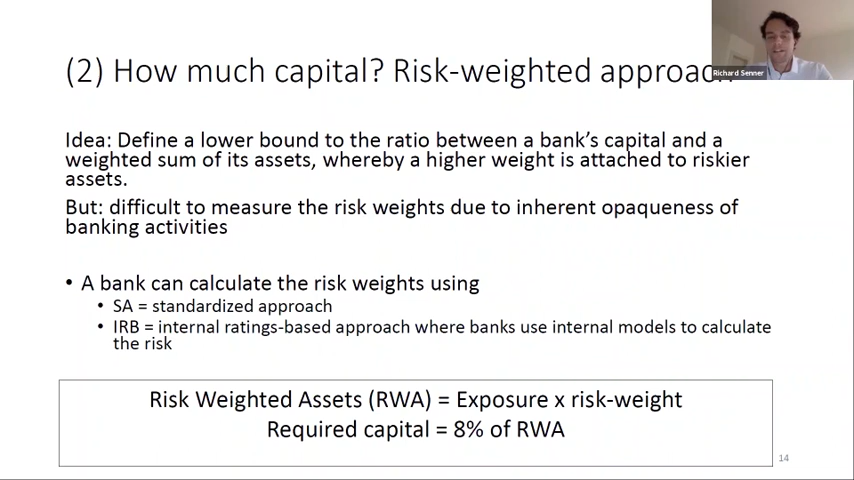 (2) How much capital? Risk-weighted approach
Richard Senner
Idea: Define a lower bound to the ratio between a bank's capital and a
weighted sum of its assets, whereby a higher weight is attached to riskier
assets.
But: difficult to measure the risk weights due to inherent opaqueness of
banking activities
• A bank can calculate the risk weights using
• SA = standardized approach
• IRB = internal ratings-based approach where banks use internal models to calculate
the risk
Risk Weighted Assets (RWA) = Exposure x risk-weight
Required capital = 8% of RWA
14